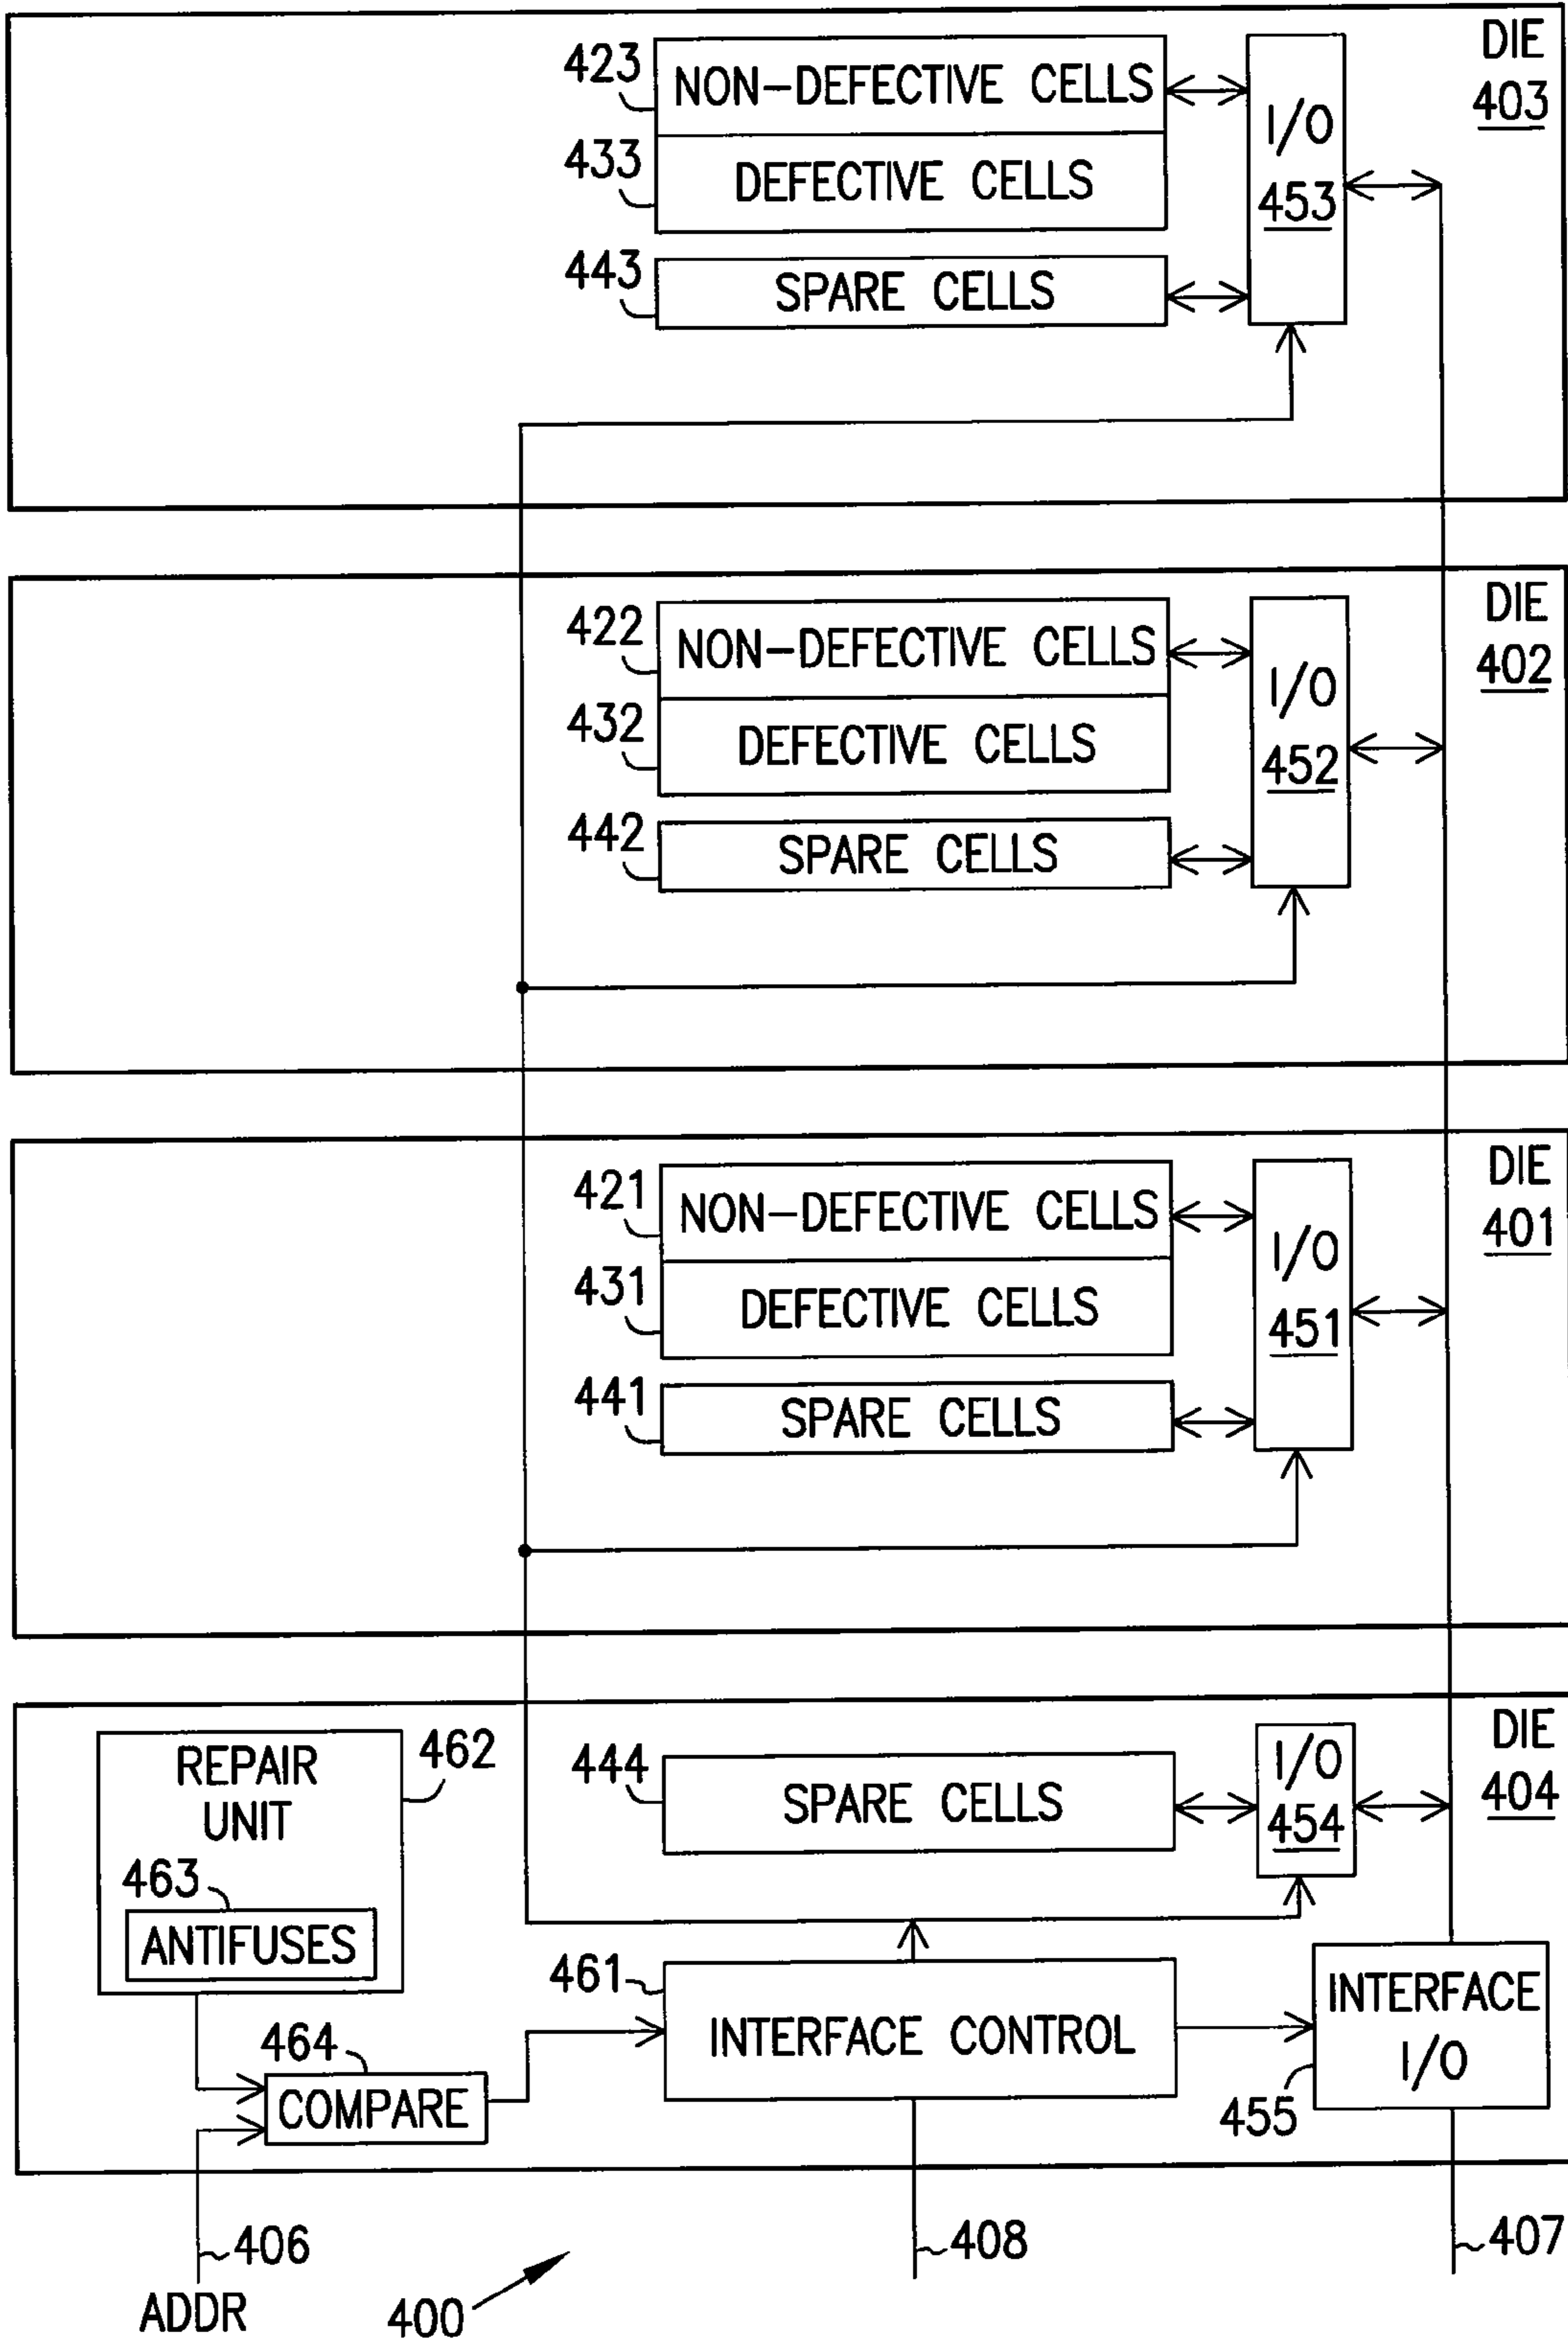 DIE
403
423
NON-DEFECTIVE CELLS
433
DEFECTIVE CELLS
443
SPARE CELLS
I/O
453
DIE
402
422
NON-DEFECTIVE CELLS
432
DEFECTIVE CELLS
442
SPARE CELLS
I/O
452
DIE
401
421
NON-DEFECTIVE CELLS
431
DEFECTIVE CELLS
441
SPARE CELLS
I/O
451
DIE
404
REPAIR
UNIT
462
463
ANTIFUSES
444
SPARE CELLS
I/O
454
464
COMPARE
461
INTERFACE CONTROL
INTERFACE
I/O
455
406
ADDR
400
408
407